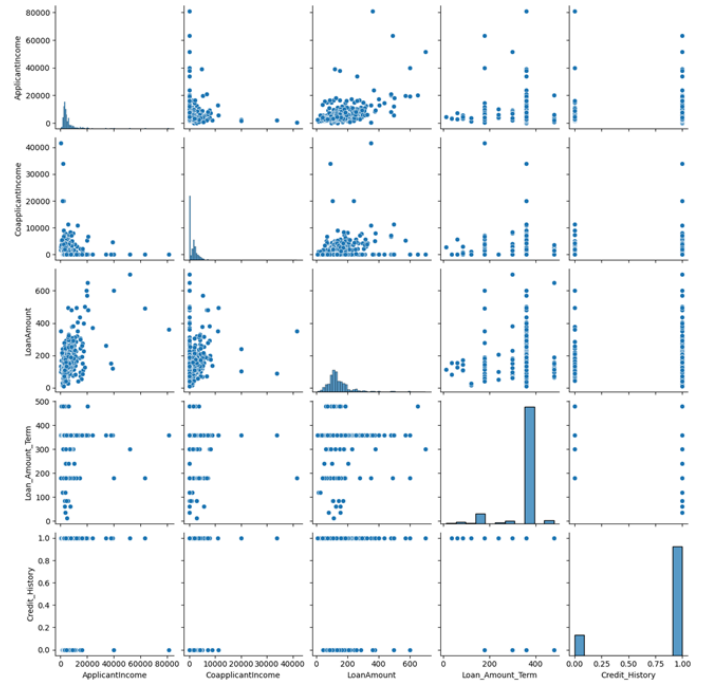 80000
60000
40000
20000
0
ApplicantIncome
40000
30000
20000
10000
0
CoapplicantIncome
600
400
200
0
LoanAmount
500
400
300
200
100
0
Loan_Amount_Term
1.0
0.8
0.6
0.4
0.2
0.0
Credit_History
0 20000 40000 60000 80000
0 10000 20000 30000 40000
0 200 400 600
0 200 400
0.00 0.25 0.50 0.75 1.00
ApplicantIncome
CoapplicantIncome
LoanAmount
Loan_Amount_Term
Credit_History